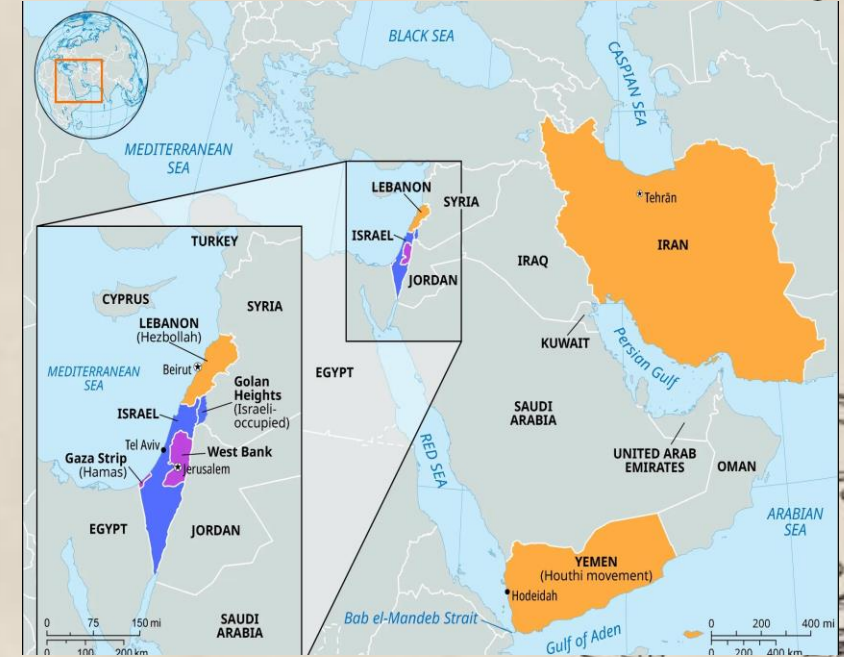 BLACK SEA
CASPIAN SEA
MEDITERRANEAN
SEA
LEBANON
SYRIA
Tehrān
ISRAEL
IRAN
IRAQ
JORDAN
KUWAIT
Persian Gulf
EGYPT
SAUDI
ARABIA
RED SEA
UNITED ARAB
EMIRATES
OMAN
ARABIAN
SEA
YEMEN
(Houthi movement)
Hodeidah
Bab el-Mandeb Strait
Gulf of Aden
0 200 400 mi
0 200 400 km
TURKEY
CYPRUS
SYRIA
LEBANON
(Hezbollah)
MEDITERRANEAN
SEA
Beirut
Golan
Heights
(Israeli-
occupied)
ISRAEL
Tel Aviv
West Bank
Gaza Strip
(Hamas)
Jerusalem
EGYPT
JORDAN
SAUDI
ARABIA
0 75 150 mi
0 100 200 km